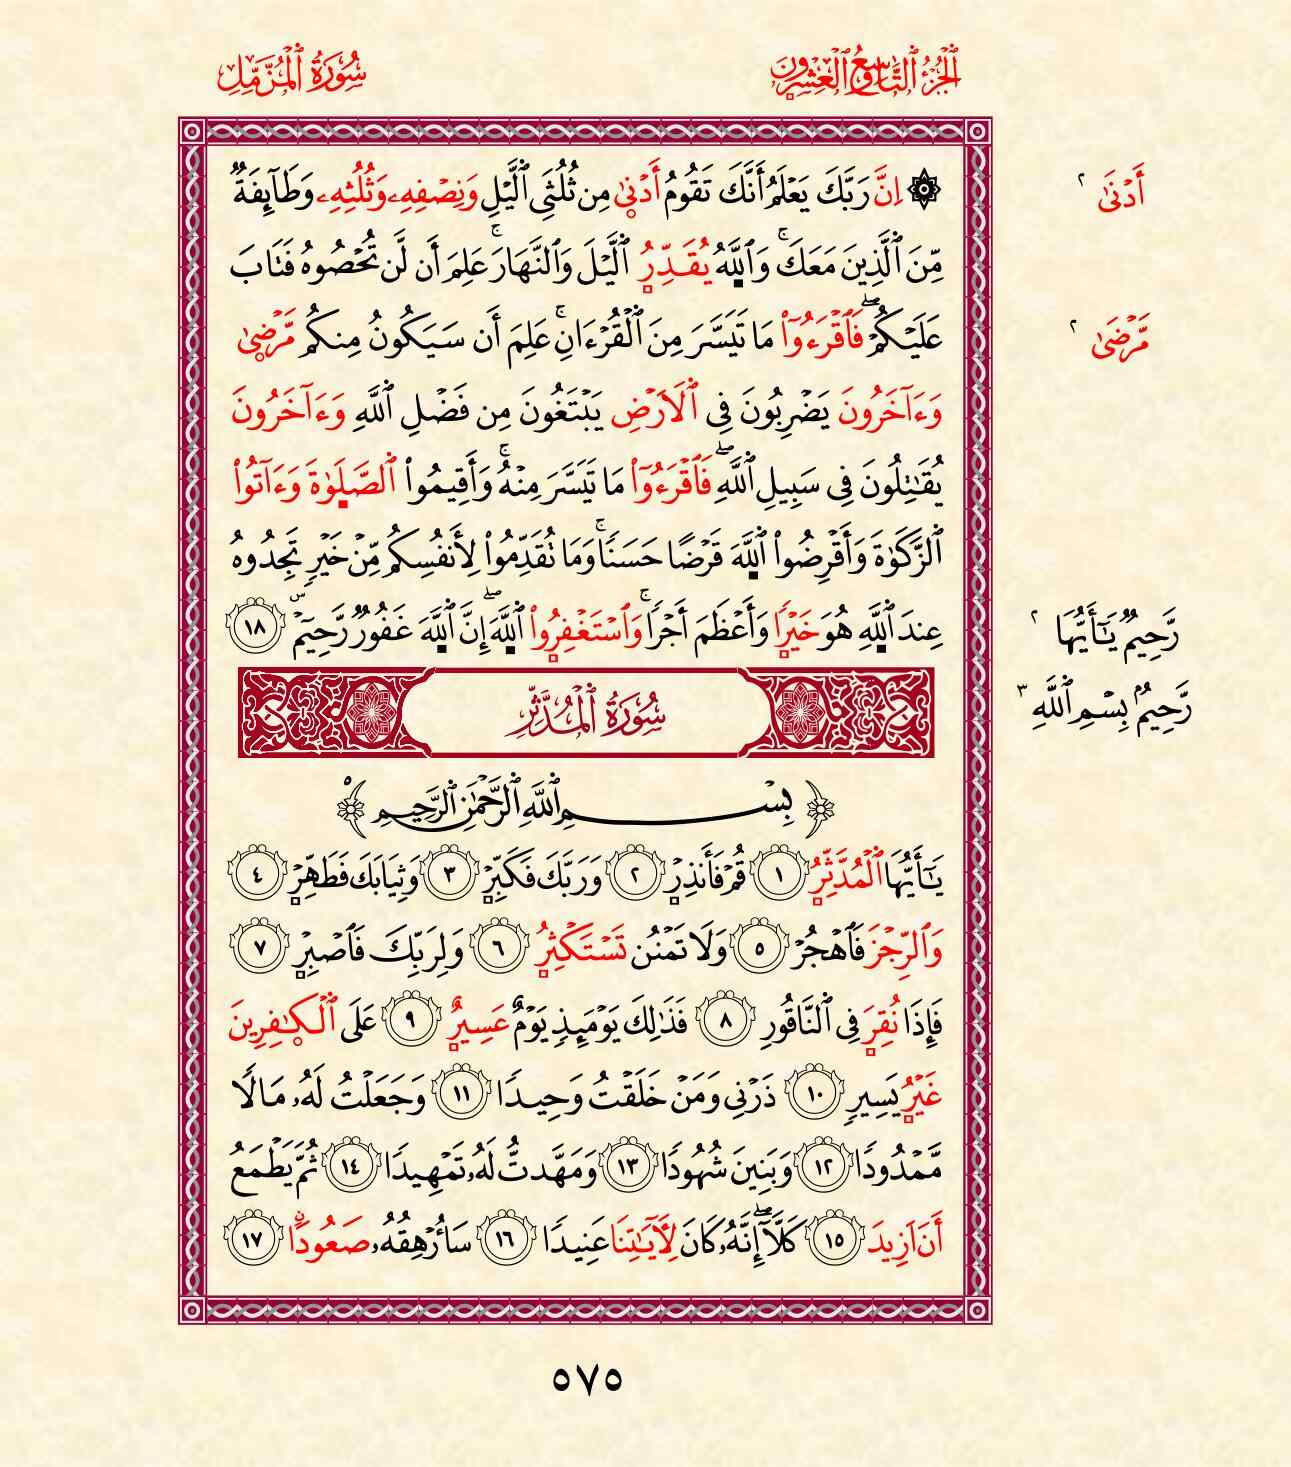 الجُزْءُ ٱلتَّاسِعُ وَٱلْعِشْرُونَ
سُورَةُ ٱلْمُزَّمِّلِ
۞ اِنَّ رَبَّكَ يَعْلَمُ أَنَّكَ تَقُومُ أَدْنٜىٰ مِن ثُلُثَىِ ٱلَّيْلِ وَنِصْفِهِۦ وَثُلُثِهِۦ وَطَآئِفَةٌ
مِّنَ ٱلَّذِينَ مَعَكَۚ وَٱللَّهُ يُقَدِّرُ ٱلَّيْلَ وَٱلنَّهَارَۚ عَلِمَ أَن لَّن تُحْصُوهُ فَتَابَ
عَلَيْكُمْۖ فَٱقْرَءُوا۟ مَا تَيَسَّرَ مِنَ ٱلْقُرْءَانِۚ عَلِمَ أَن سَيَكُونُ مِنكُم مَّرْضٜىٰ
وَءَاخَرُونَ يَضْرِبُونَ فِى ٱلَارْضِ يَبْتَغُونَ مِن فَضْلِ ٱللَّهِ وَءَاخَرُونَ
يُقَٰتِلُونَ فِى سَبِيلِ ٱللَّهِۖ فَٱقْرَءُوا۟ مَا تَيَسَّرَ مِنْهُۚ وَأَقِيمُوا۟ ٱلصَّلَوٰةَ وَءَاتُوا۟
ٱلزَّكَوٰةَ وَأَقْرِضُوا۟ ٱللَّهَ قَرْضًا حَسَنًاۚ وَمَا تُقَدِّمُوا۟ لِأَنفُسِكُم مِّنْ خَيْرٍ تَجِدُوهُ
عِندَ ٱللَّهِ هُوَ خَيْرًا وَأَعْظَمَ أَجْرًاۚ وَٱسْتَغْفِرُوا۟ ٱللَّهَۖ إِنَّ ٱللَّهَ غَفُورٌ رَّحِيمٌ ١٨
سُورَةُ ٱلْمُدَّثِّرِ
بِسْمِ ٱللَّهِ ٱلرَّحْمَٰنِ ٱلرَّحِيمِ
يَٰٓأَيُّهَا ٱلْمُدَّثِّرُ ١ قُمْ فَأَنذِرْ ٢ وَرَبَّكَ فَكَبِّرْ ٣ وَثِيَابَكَ فَطَهِّرْ ٤
وَٱلرِّجْزَ فَٱهْجُرْ ٥ وَلَا تَمْنُن تَسْتَكْثِرُ ٦ وَلِرَبِّكَ فَٱصْبِرْ ٧
فَإِذَا نُقِرَ فِى ٱلنَّاقُورِ ٨ فَذَٰلِكَ يَوْمَئِذٍ يَوْمٌ عَسِيرٌ ٩ عَلَى ٱلْكٰٜفِرِينَ
غَيْرُ يَسِيرٍ ١٠ ذَرْنِى وَمَنْ خَلَقْتُ وَحِيدًا ١١ وَجَعَلْتُ لَهُۥ مَالًا
مَّمْدُودًا ١٢ وَبَنِينَ شُهُودًا ١٣ وَمَهَّدتُّ لَهُۥ تَمْهِيدًا ١٤ ثُمَّ يَطْمَعُ
أَنَ اَزِيدَ ١٥ كَلَّآۖ إِنَّهُۥ كَانَ لِأٓيَٰتِنَا عَنِيدًا ١٦ سَأُرْهِقُهُۥ صَعُودًا ١٧
أَدْنَىٰ ٢
مَّرْضَىٰ ٢
رَّحِيمٌ يَٰٓأَيُّهَا ٢
رَّحِيمٌ بِسْمِ ٱللَّهِ ٣
٥٧٥